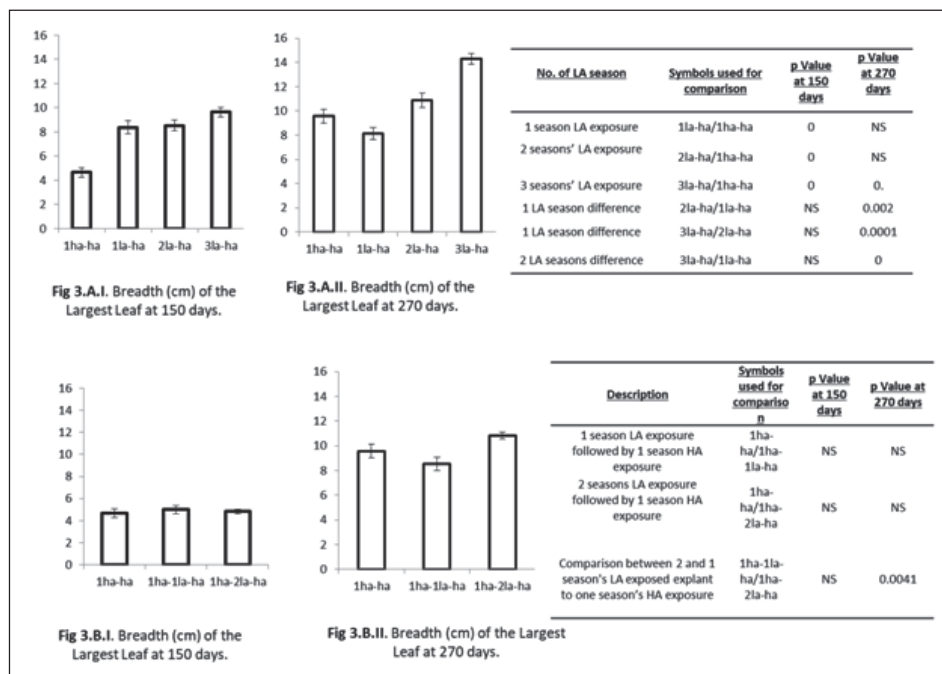 16
14
12
10
8
6
4
2
0
1ha-ha 1la-ha 2la-ha 3la-ha
Fig 3.A.I. Breadth (cm) of the
Largest Leaf at 150 days.
16
14
12
10
8
6
4
2
0
1ha-ha 1la-ha 2la-ha 3la-ha
Fig 3.A.II. Breadth (cm) of the
Largest Leaf at 270 days.
No. of LA season
Symbols used for
comparison
p Value
at 150
days
p Value
at 270
days
1 season LA exposure 1la-ha/1ha-ha 0 NS
2 seasons' LA exposure 2la-ha/1ha-ha 0 NS
3 seasons' LA exposure 3la-ha/1ha-ha 0 0.
1 LA season difference 2la-ha/1la-ha NS 0.002
1 LA season difference 3la-ha/2la-ha NS 0.0001
2 LA seasons difference 3la-ha/1la-ha NS 0
16
14
12
10
8
6
4
2
0
1ha-ha 1ha-1la-ha 1ha-2la-ha
Fig 3.B.I. Breadth (cm) of the
Largest Leaf at 150 days.
16
14
12
10
8
6
4
2
0
1ha-ha 1ha-1la-ha 1ha-2la-ha
Fig 3.B.II. Breadth (cm) of the Largest
Leaf at 270 days.
Description
Symbols
used for
compariso
n
p Value
at 150
days
p Value at
270 days
1 season LA exposure
followed by 1 season HA
exposure
1ha-
ha/1ha-
1la-ha
NS NS
2 seasons LA exposure
followed by 1 season HA
exposure
1ha-
ha/1ha-
2la-ha
NS NS
Comparison between 2 and 1
season's LA exposed explant
to one season's HA exposure
1ha-1la-
ha/1ha-
2la-ha
NS 0.0041